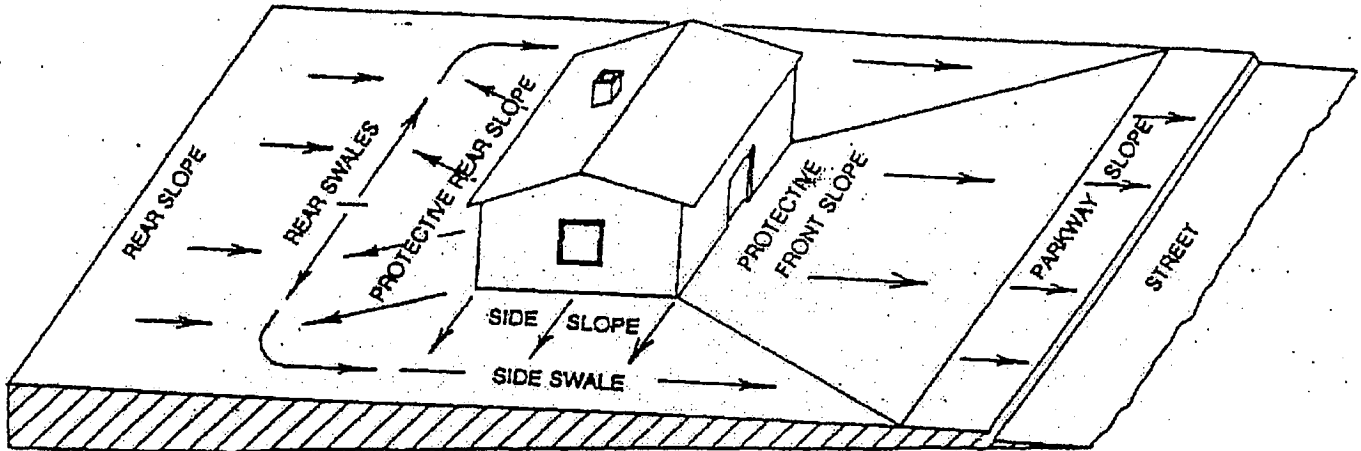 REAR SLOPE
REAR SWALES
PROTECTIVE REAR SLOPE
SIDE SLOPE
SIDE SWALE
PROTECTIVE
FRONT SLOPE
PARKWAY SLOPE
STREET